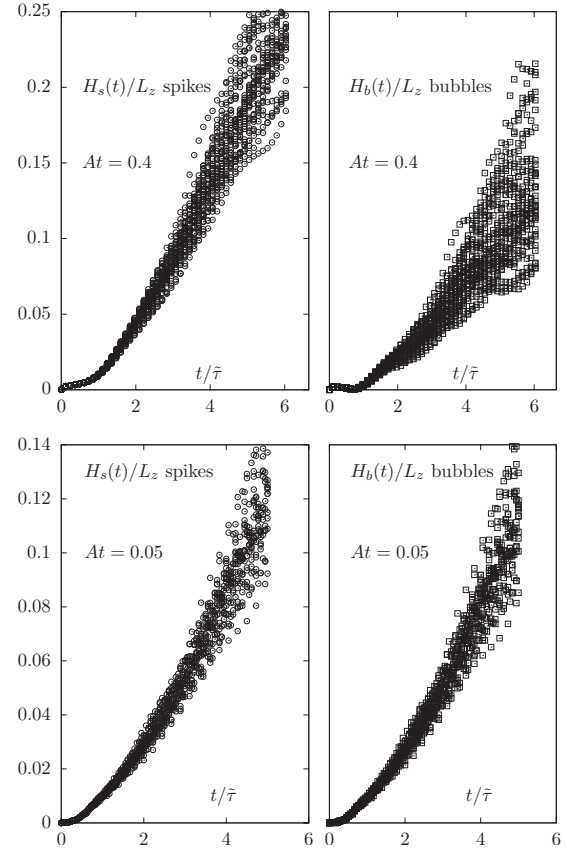 0.25
0.2
0.15
0.1
0.05
0
H_s(t)/L_z spikes
At = 0.4
t/τ̃
0 2 4 6
H_b(t)/L_z bubbles
At = 0.4
t/τ̃
0 2 4 6
0.14
0.12
0.1
0.08
0.06
0.04
0.02
0
H_s(t)/L_z spikes
At = 0.05
t/τ̃
0 2 4 6
H_b(t)/L_z bubbles
At = 0.05
t/τ̃
0 2 4 6